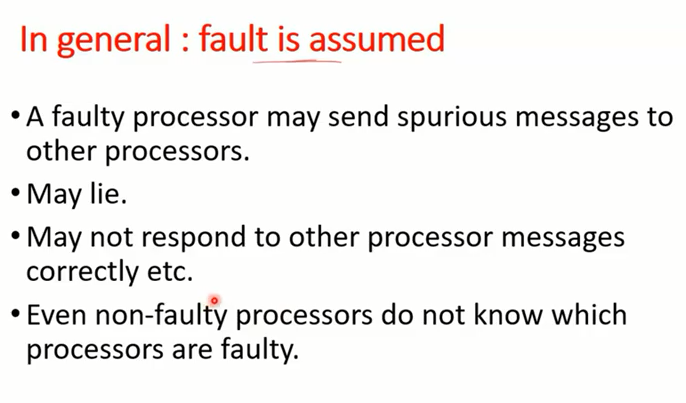 In general : fault is assumed
• A faulty processor may send spurious messages to
other processors.
• May lie.
• May not respond to other processor messages
correctly etc.
• Even non-faulty processors do not know which
processors are faulty.